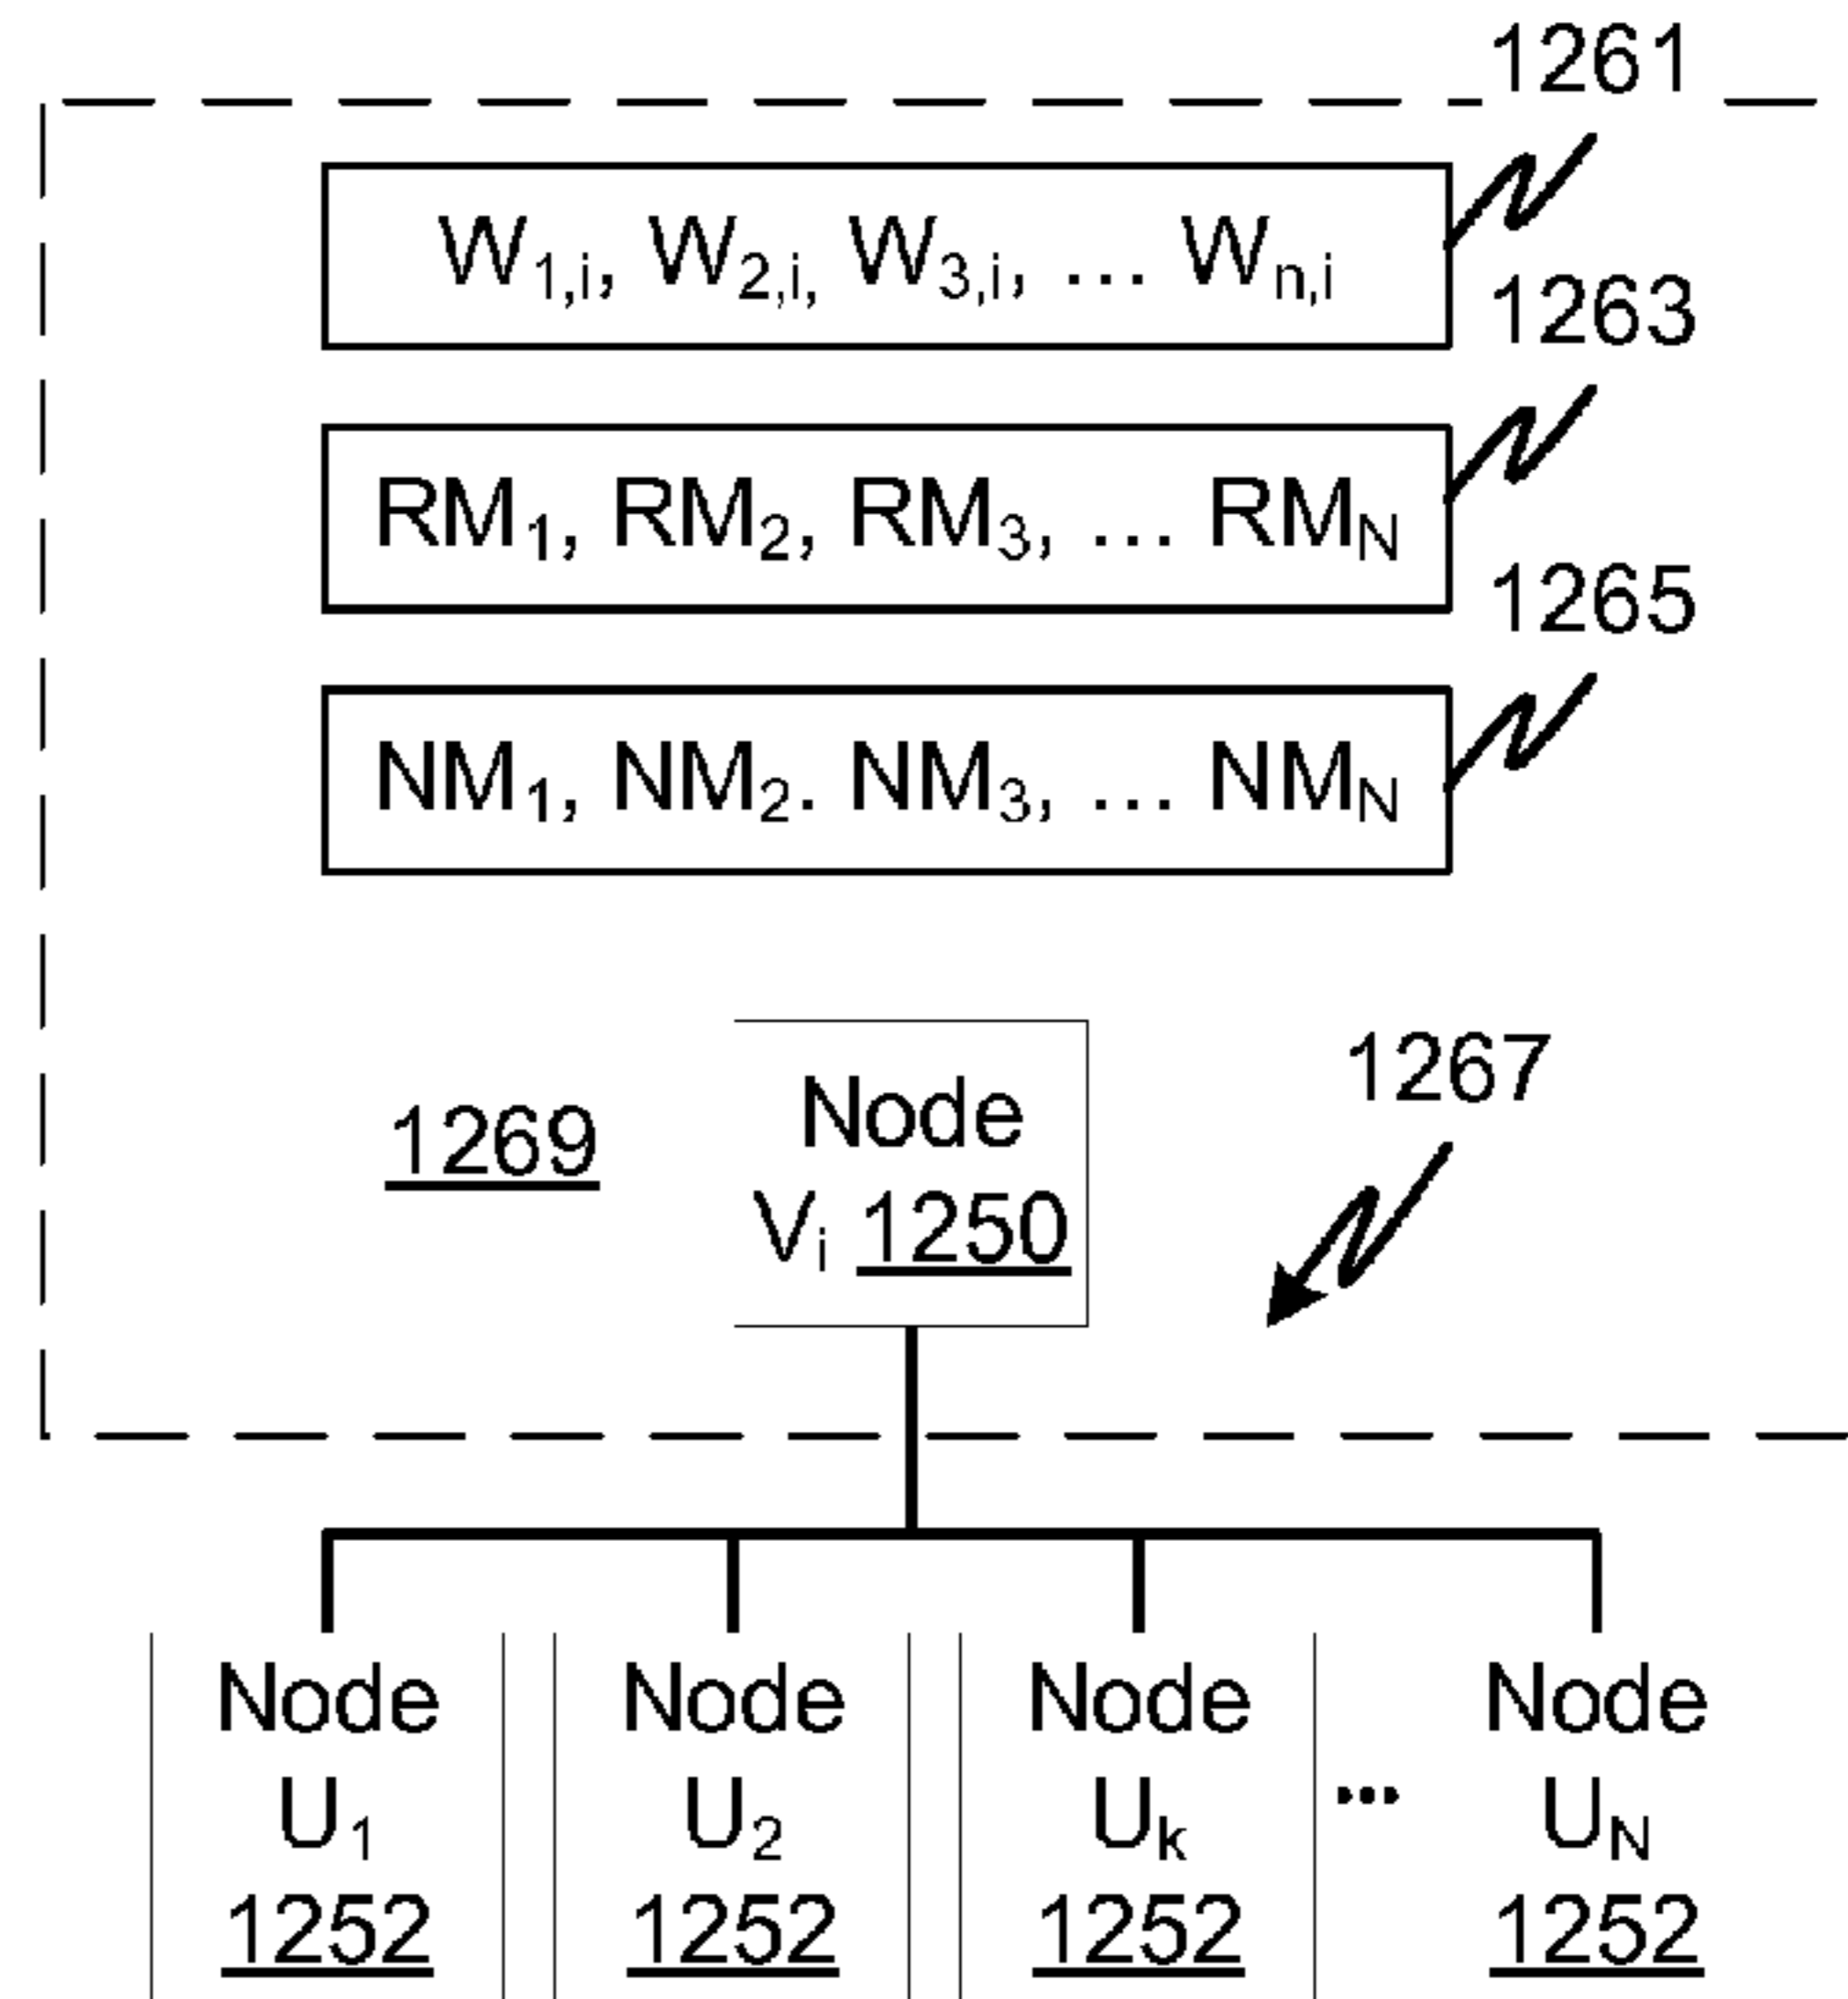 1261
W1,i, W2,i, W3,i, ... Wn,i
1263
RM1, RM2, RM3, ... RMN
1265
NM1, NM2. NM3, ... NMN
1267
1269
Node
Vi 1250
Node Node Node Node
U1 U2 Uk ... UN
1252 1252 1252 1252